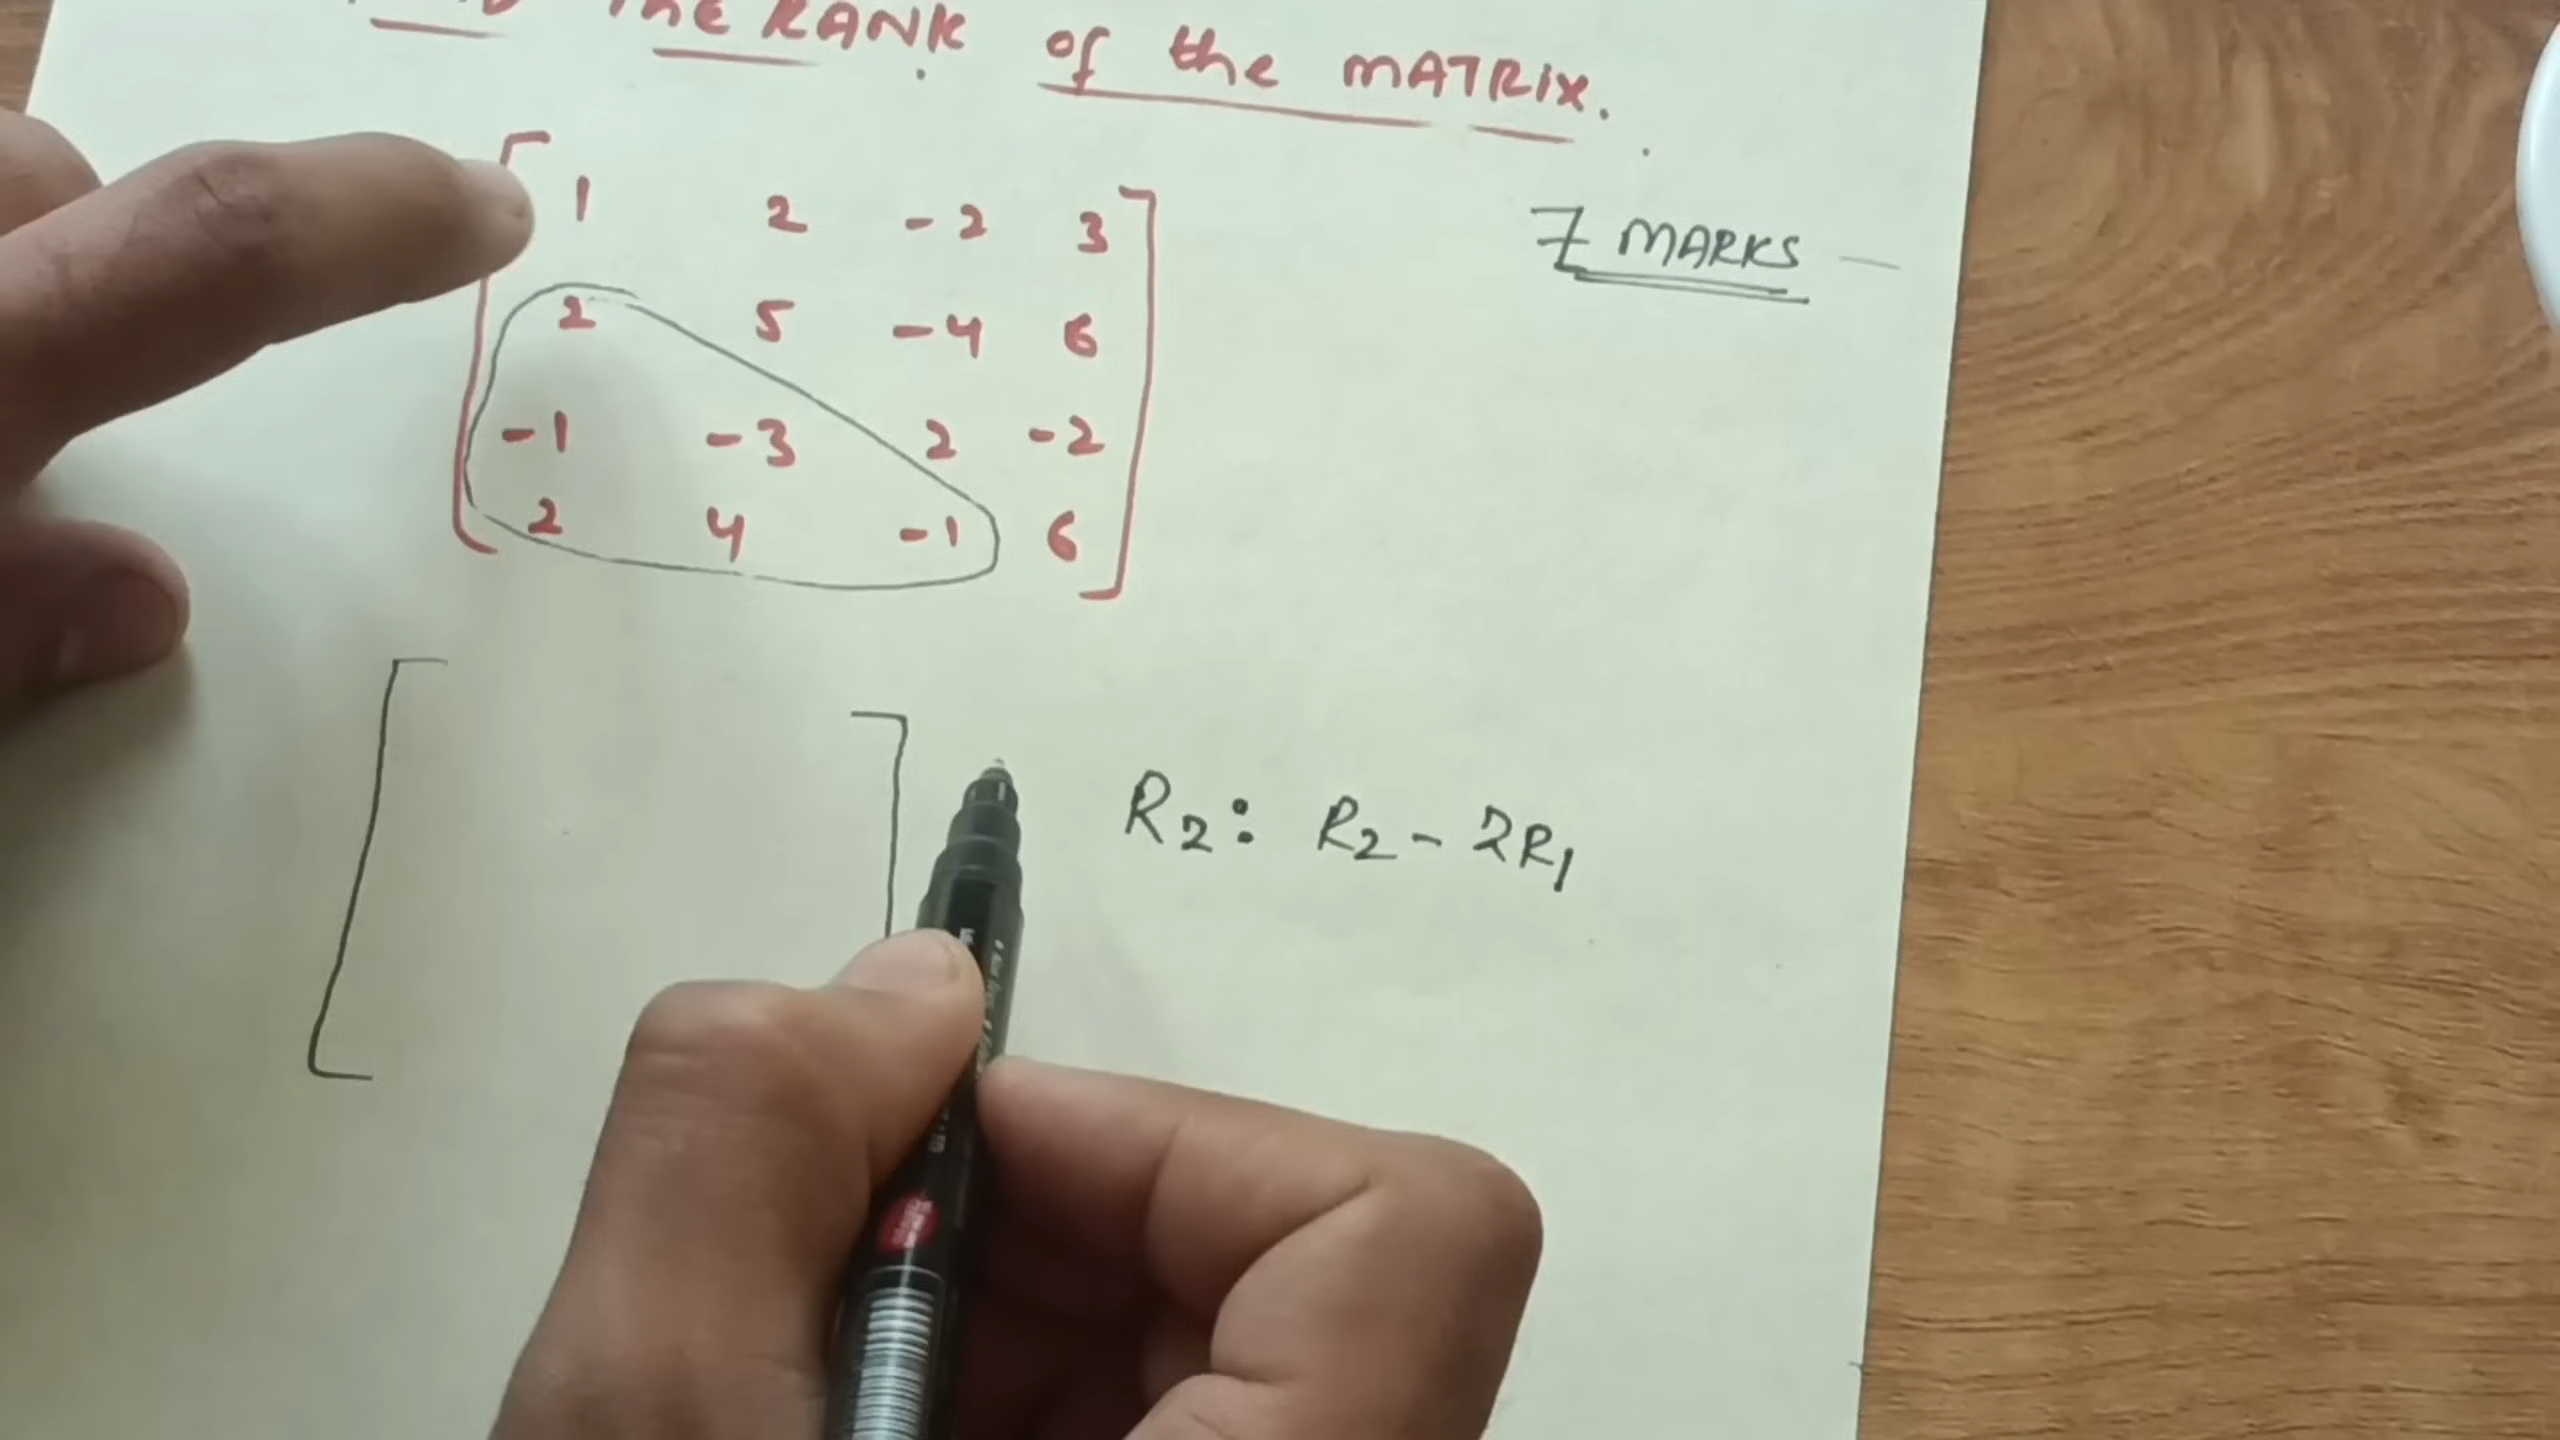 THE RANK of the MATRIX.
1 2 -2 3
7 MARKS
2 5 -4 6
-1 -3 2 -2
2 4 -1 6
R2: R2 - 2R1